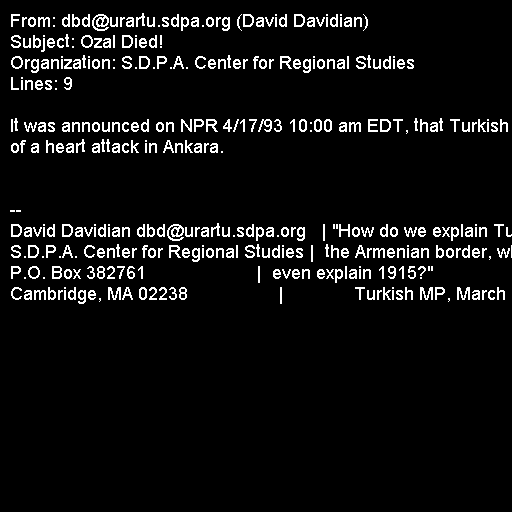 From: dbd@urartu.sdpa.org (David Davidian)
Subject: Ozal Died!
Organization: S.D.P.A. Center for Regional Studies
Lines: 9

It was announced on NPR 4/17/93 10:00 am EDT, that Turkish
of a heart attack in Ankara.

--
David Davidian dbd@urartu.sdpa.org | "How do we explain Tu
S.D.P.A. Center for Regional Studies | the Armenian border, w
P.O. Box 382761 | even explain 1915?"
Cambridge, MA 02238 | Turkish MP, March